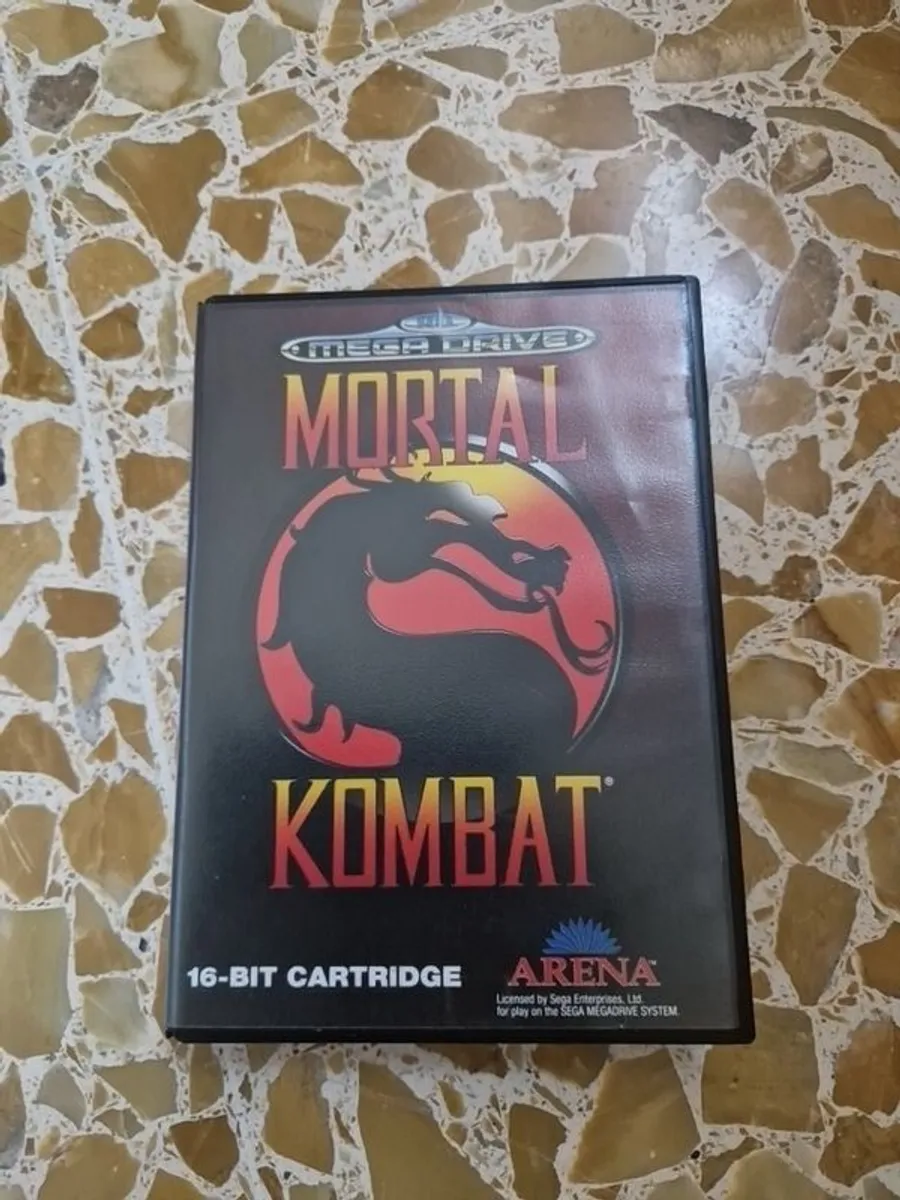 MEGA DRIVE
MORTAL
KOMBAT®
16-BIT CARTRIDGE
ARENA™
Licensed by Sega Enterprises, Ltd.
for play on the SEGA MEGADRIVE SYSTEM.